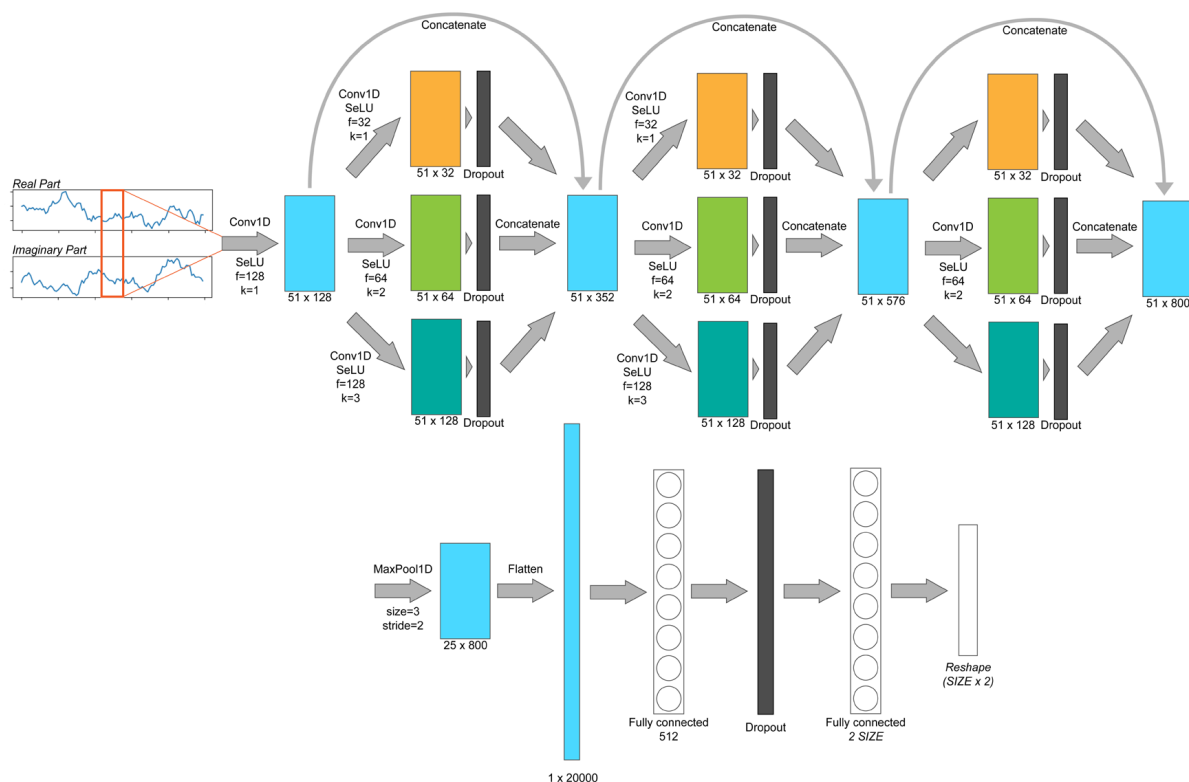 Concatenate
Concatenate
Concatenate
Conv1D
SeLU
f=32
k=1
51 x 32
Dropout
Conv1D
SeLU
f=32
k=1
51 x 32
Dropout
51 x 32
Dropout
Real Part
Imaginary Part
Conv1D
SeLU
f=128
k=1
51 x 128
Conv1D
SeLU
f=64
k=2
51 x 64
Dropout
Concatenate
51 x 352
Conv1D
SeLU
f=64
k=2
51 x 64
Dropout
Concatenate
51 x 576
Conv1D
SeLU
f=64
k=2
51 x 64
Dropout
Concatenate
51 x 800
Conv1D
SeLU
f=128
k=3
51 x 128
Dropout
Conv1D
SeLU
f=128
k=3
51 x 128
Dropout
51 x 128
Dropout
MaxPool1D
size=3
stride=2
25 x 800
Flatten
1 x 20000
Fully connected
512
Dropout
Fully connected
2 SIZE
Reshape
(SIZE x 2)